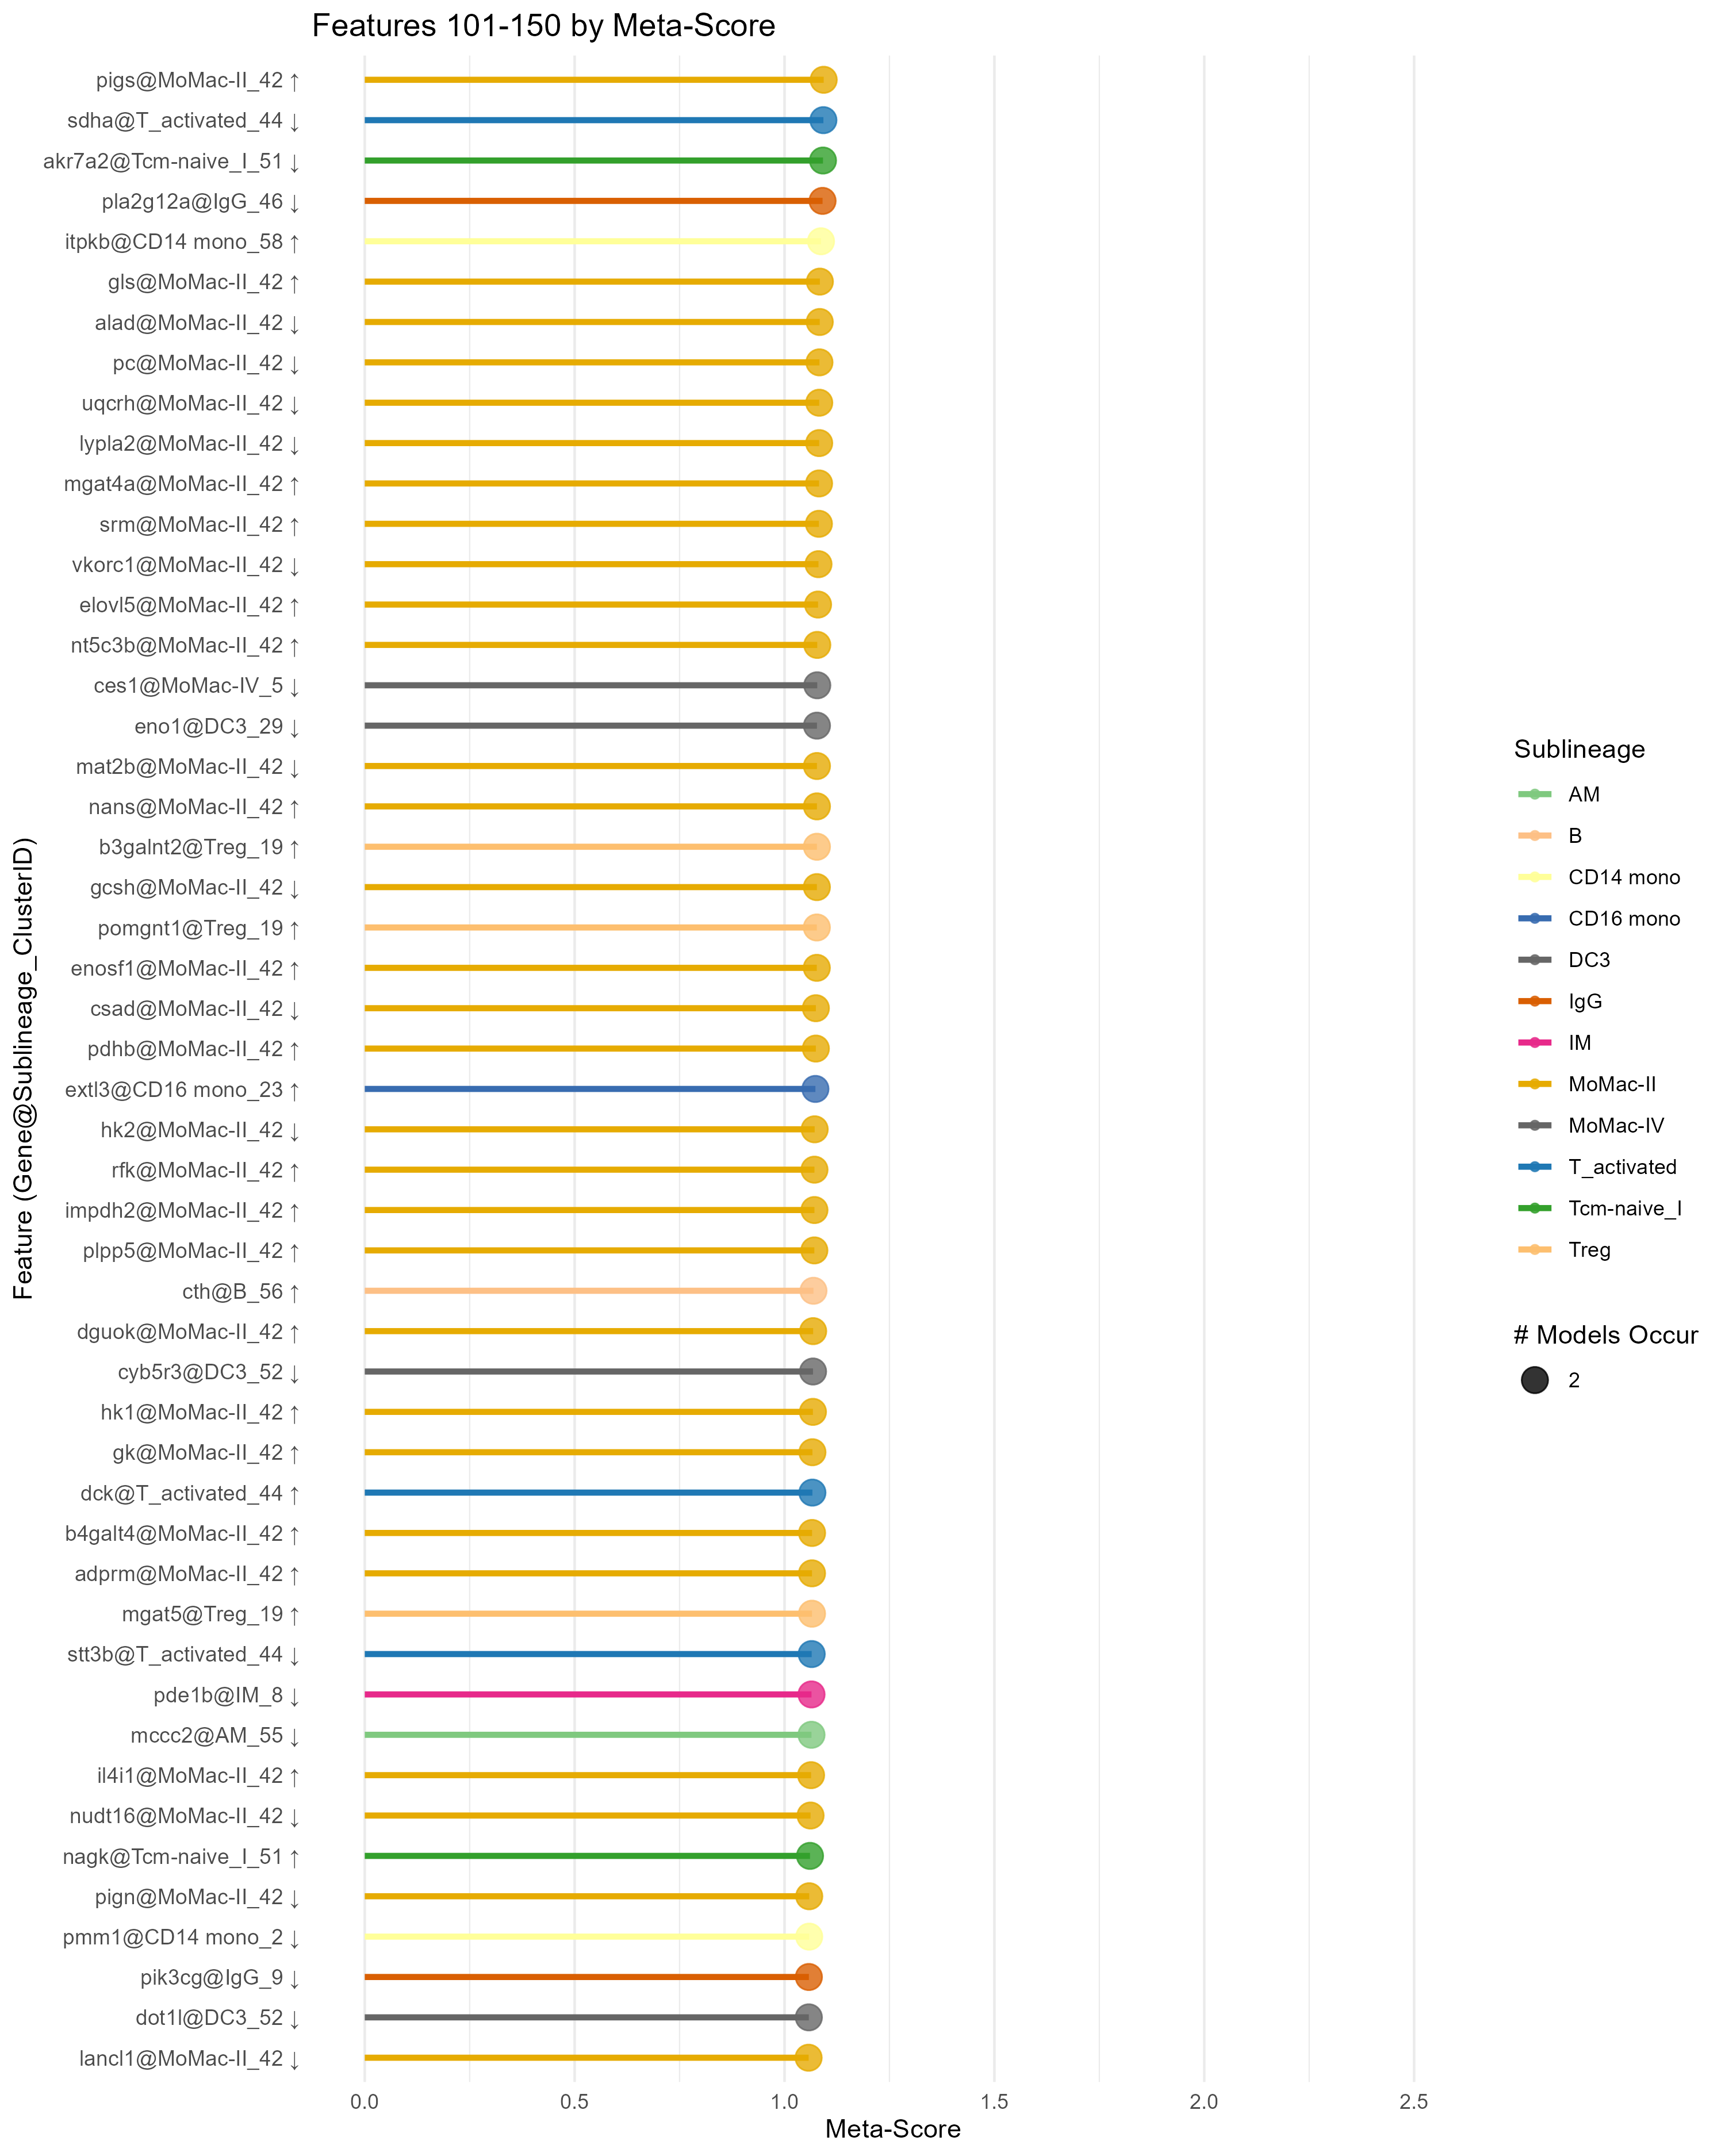 Features 101-150 by Meta-Score
Feature (Gene@Sublineage_ClusterID)
pigs@MoMac-II_42 ↑
sdha@T_activated_44 ↓
akr7a2@Tcm-naive_I_51 ↓
pla2g12a@IgG_46 ↓
itpkb@CD14 mono_58 ↑
gls@MoMac-II_42 ↑
alad@MoMac-II_42 ↓
pc@MoMac-II_42 ↓
uqcrh@MoMac-II_42 ↓
lypla2@MoMac-II_42 ↓
mgat4a@MoMac-II_42 ↑
srm@MoMac-II_42 ↑
vkorc1@MoMac-II_42 ↓
elovl5@MoMac-II_42 ↑
nt5c3b@MoMac-II_42 ↑
ces1@MoMac-IV_5 ↓
eno1@DC3_29 ↓
mat2b@MoMac-II_42 ↓
nans@MoMac-II_42 ↑
b3galnt2@Treg_19 ↑
gcsh@MoMac-II_42 ↓
pomgnt1@Treg_19 ↑
enosf1@MoMac-II_42 ↑
csad@MoMac-II_42 ↓
pdhb@MoMac-II_42 ↑
extl3@CD16 mono_23 ↑
hk2@MoMac-II_42 ↓
rfk@MoMac-II_42 ↑
impdh2@MoMac-II_42 ↑
plpp5@MoMac-II_42 ↑
cth@B_56 ↑
dguok@MoMac-II_42 ↑
cyb5r3@DC3_52 ↓
hk1@MoMac-II_42 ↑
gk@MoMac-II_42 ↑
dck@T_activated_44 ↑
b4galt4@MoMac-II_42 ↑
adprm@MoMac-II_42 ↑
mgat5@Treg_19 ↑
stt3b@T_activated_44 ↓
pde1b@IM_8 ↓
mccc2@AM_55 ↓
il4i1@MoMac-II_42 ↑
nudt16@MoMac-II_42 ↓
nagk@Tcm-naive_I_51 ↑
pign@MoMac-II_42 ↓
pmm1@CD14 mono_2 ↓
pik3cg@IgG_9 ↓
dot1l@DC3_52 ↓
lancl1@MoMac-II_42 ↓
0.0 0.5 1.0 1.5 2.0 2.5
Meta-Score
Sublineage
AM
B
CD14 mono
CD16 mono
DC3
IgG
IM
MoMac-II
MoMac-IV
T_activated
Tcm-naive_I
Treg
# Models Occur
2